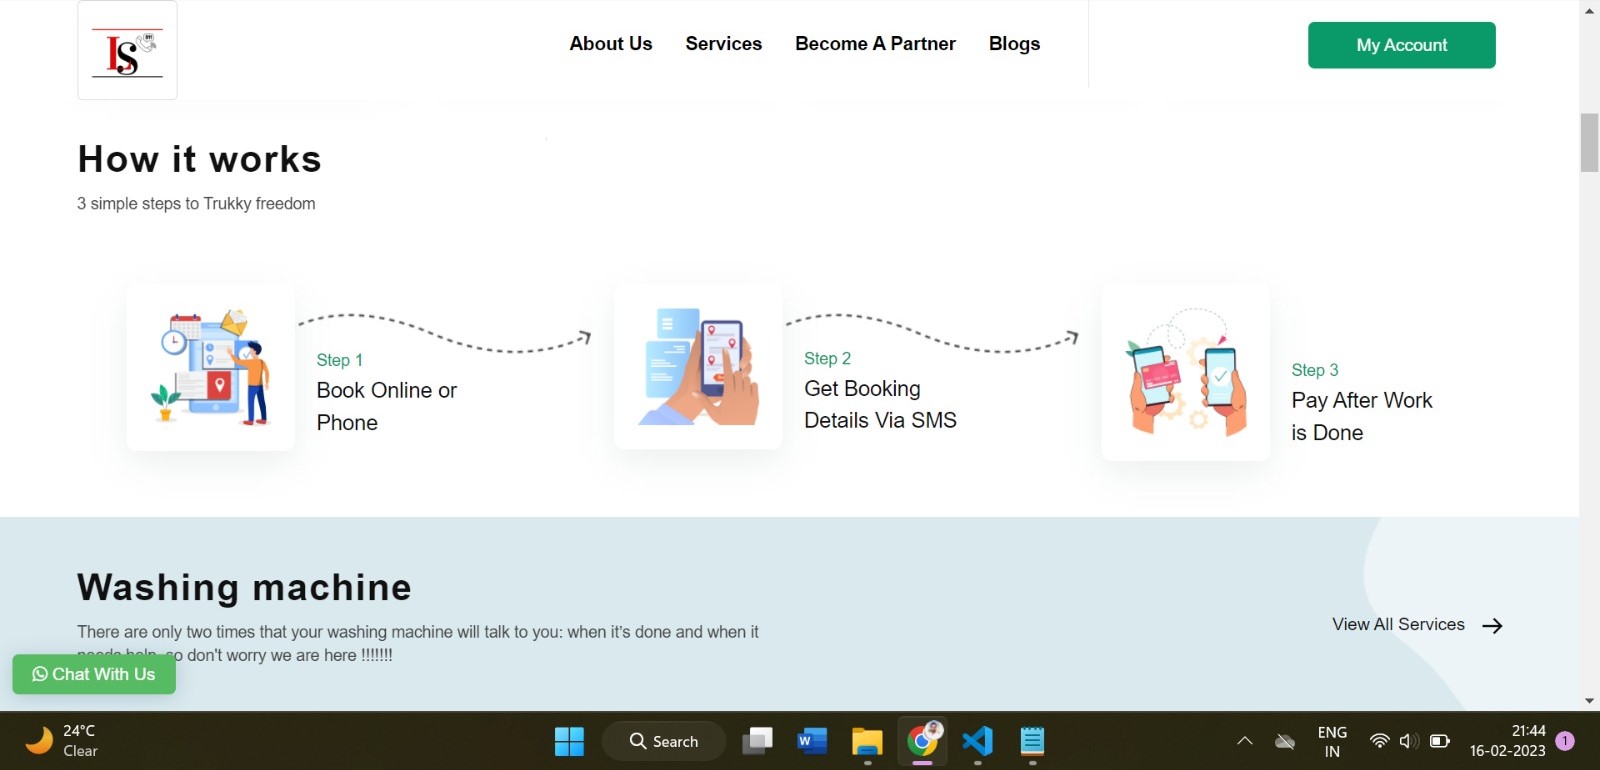 LS
About Us
Services
Become A Partner
Blogs
My Account
How it works
3 simple steps to Trukky freedom
Step 1
Book Online or
Phone
Step 2
Get Booking
Details Via SMS
Step 3
Pay After Work
is Done
Washing machine
There are only two times that your washing machine will talk to you: when it's done and when it
needs help, so don't worry we are here !!!!!!!
View All Services
Chat With Us
24°C
Clear
Search
ENG
IN
21:44
16-02-2023
1